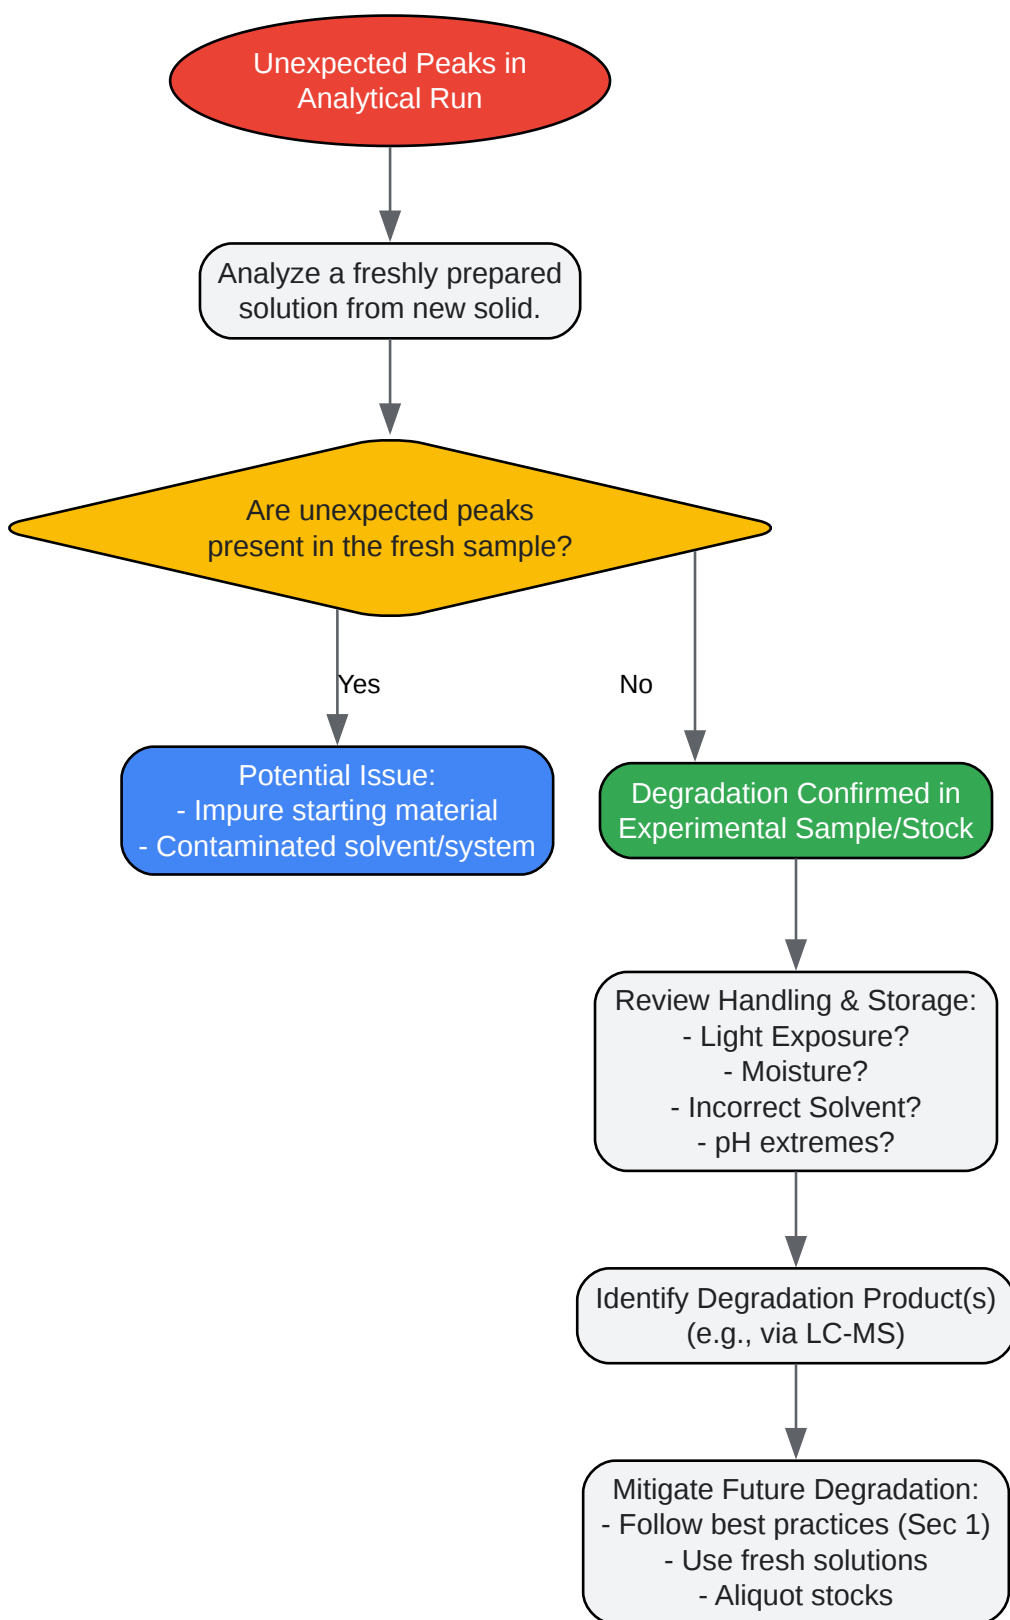 Unexpected Peaks in
Analytical Run
Analyze a freshly prepared
solution from new solid.
Are unexpected peaks
present in the fresh sample?
Yes
No
Potential Issue:
- Impure starting material
- Contaminated solvent/system
Degradation Confirmed in
Experimental Sample/Stock
Review Handling & Storage:
- Light Exposure?
- Moisture?
- Incorrect Solvent?
- pH extremes?
Identify Degradation Product(s)
(e.g., via LC-MS)
Mitigate Future Degradation:
- Follow best practices (Sec 1)
- Use fresh solutions
- Aliquot stocks